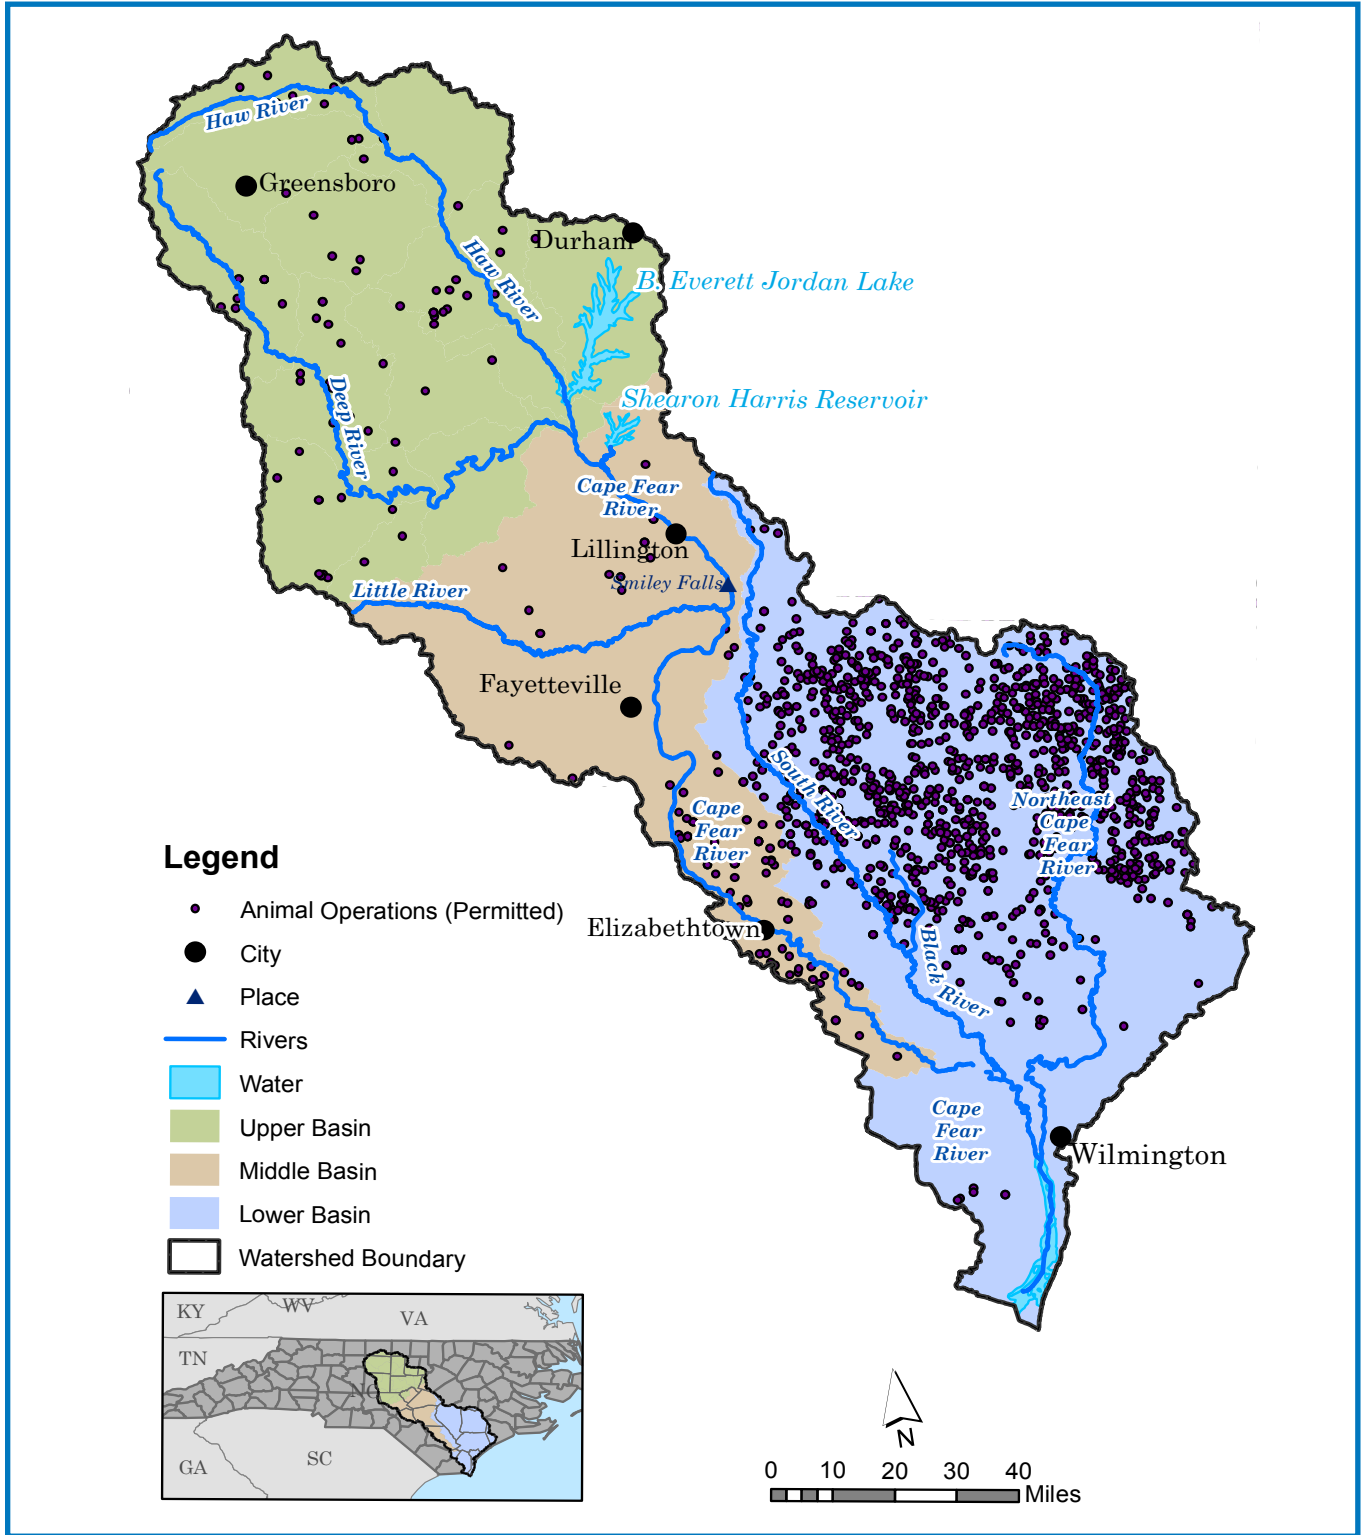 Haw River
Greensboro
Durham
Haw River
B. Everett Jordan Lake
Shearon Harris Reservoir
Deep River
Cape Fear
River
Lillington
Smiley Falls
Little River
Fayetteville
South River
Northeast
Cape
Fear
River
Cape
Fear
River
Elizabethtown
Black River
Cape
Fear
River
Wilmington
Legend
Animal Operations (Permitted)
City
Place
Rivers
Water
Upper Basin
Middle Basin
Lower Basin
Watershed Boundary
KY
WV
VA
TN
NC
SC
GA
N
0 10 20 30 40
Miles